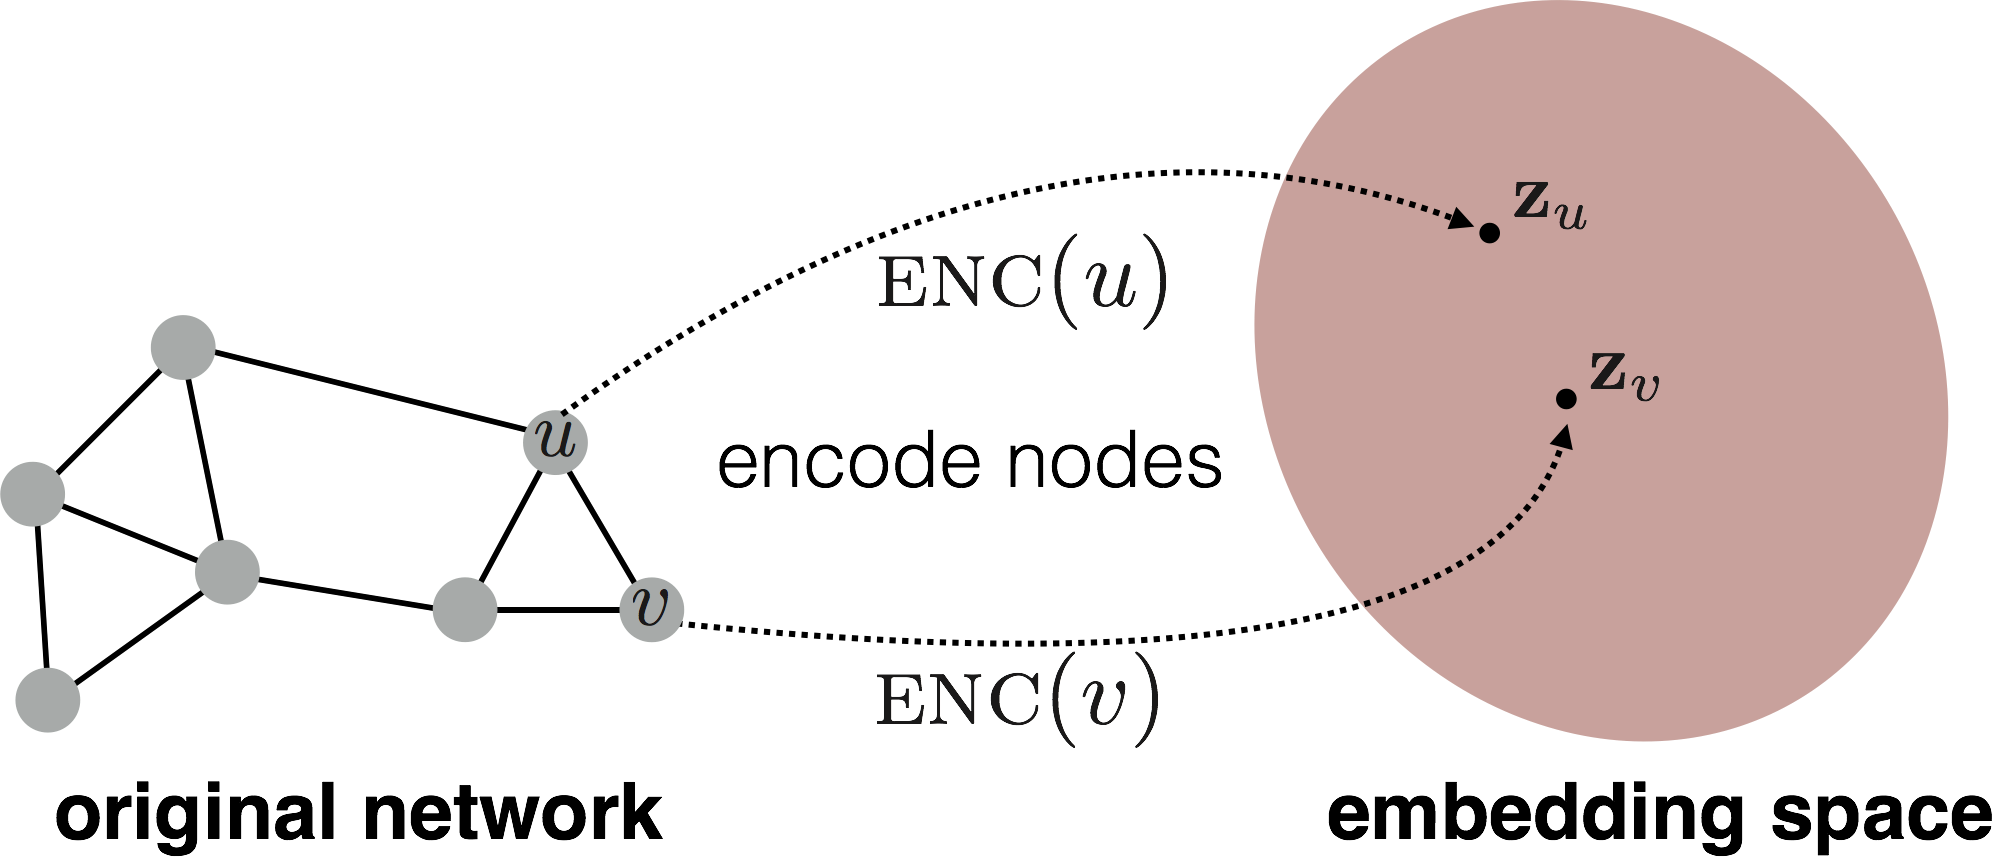 z_u
ENC(u)
z_v
u
encode nodes
v
ENC(v)
original network
embedding space